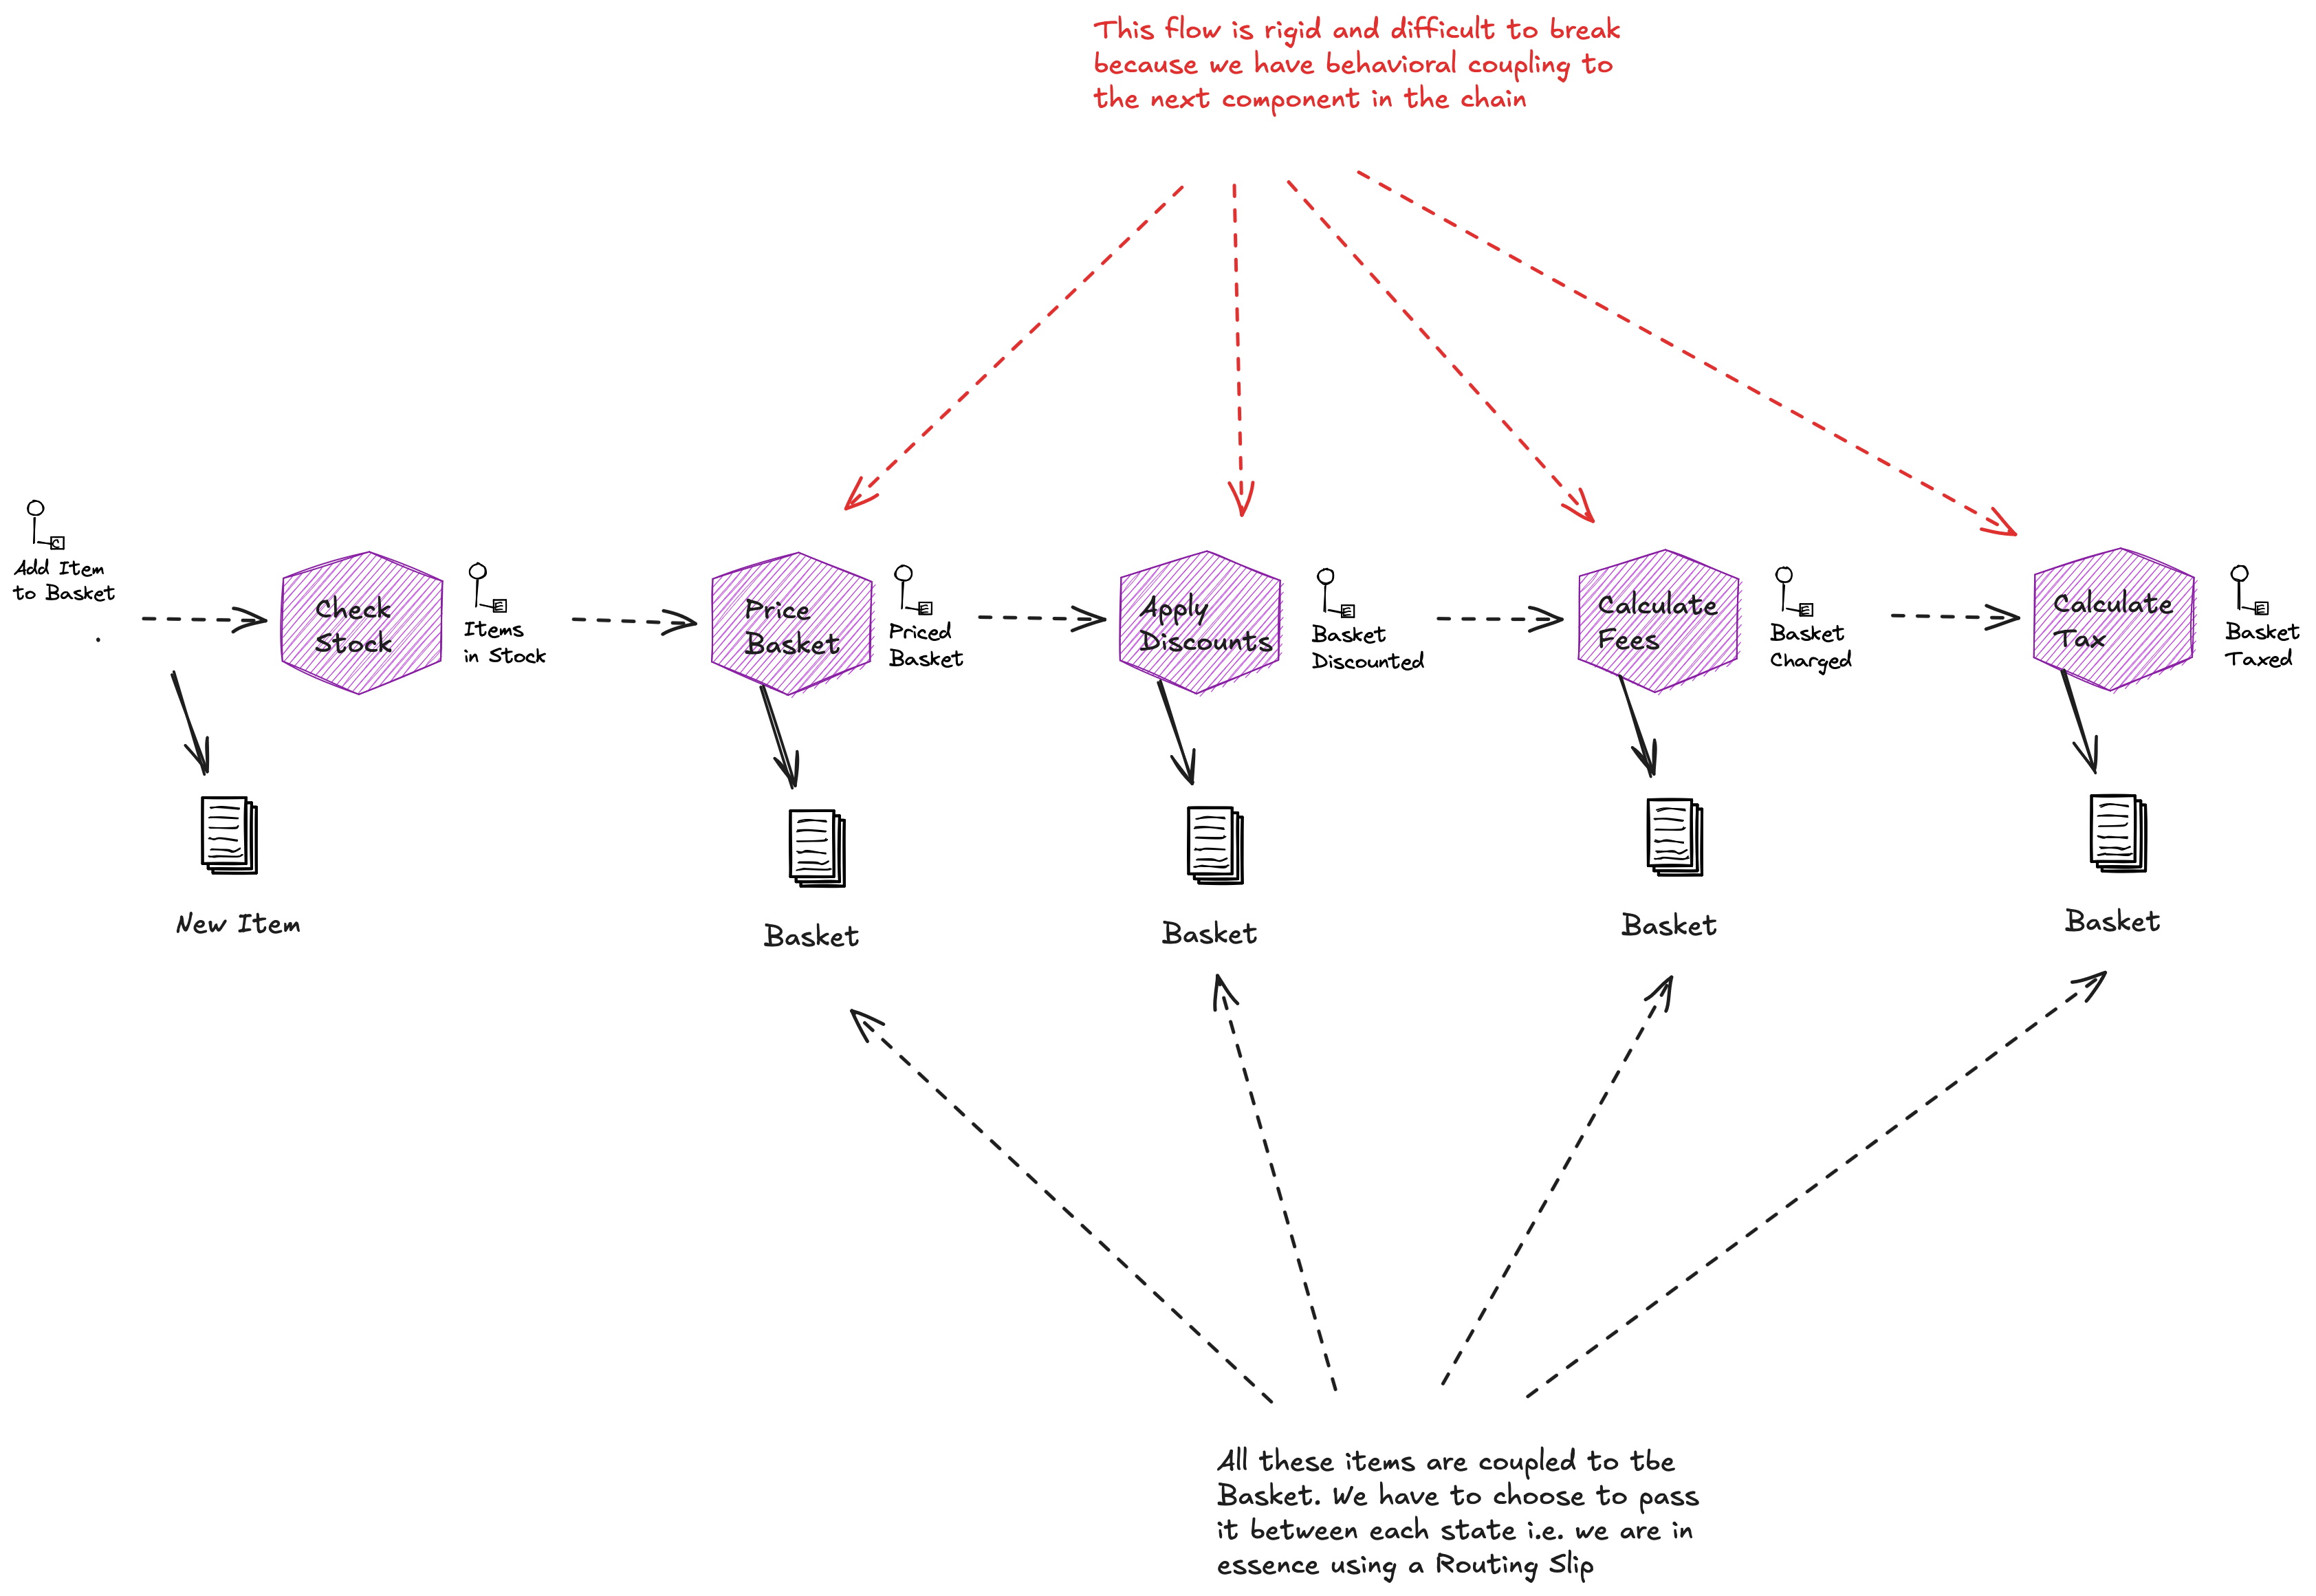 This flow is rigid and difficult to break
because we have behavioral coupling to
the next component in the chain
C
Add Item
to Basket
Check
Stock
E
Items
in Stock
Price
Basket
E
Priced
Basket
Apply
Discounts
E
Basket
Discounted
Calculate
Fees
E
Basket
Charged
Calculate
Tax
E
Basket
Taxed
New Item
Basket
Basket
Basket
Basket
All these items are coupled to tbe
Basket. We have to choose to pass
it between each state i.e. we are in
essence using a Routing Slip